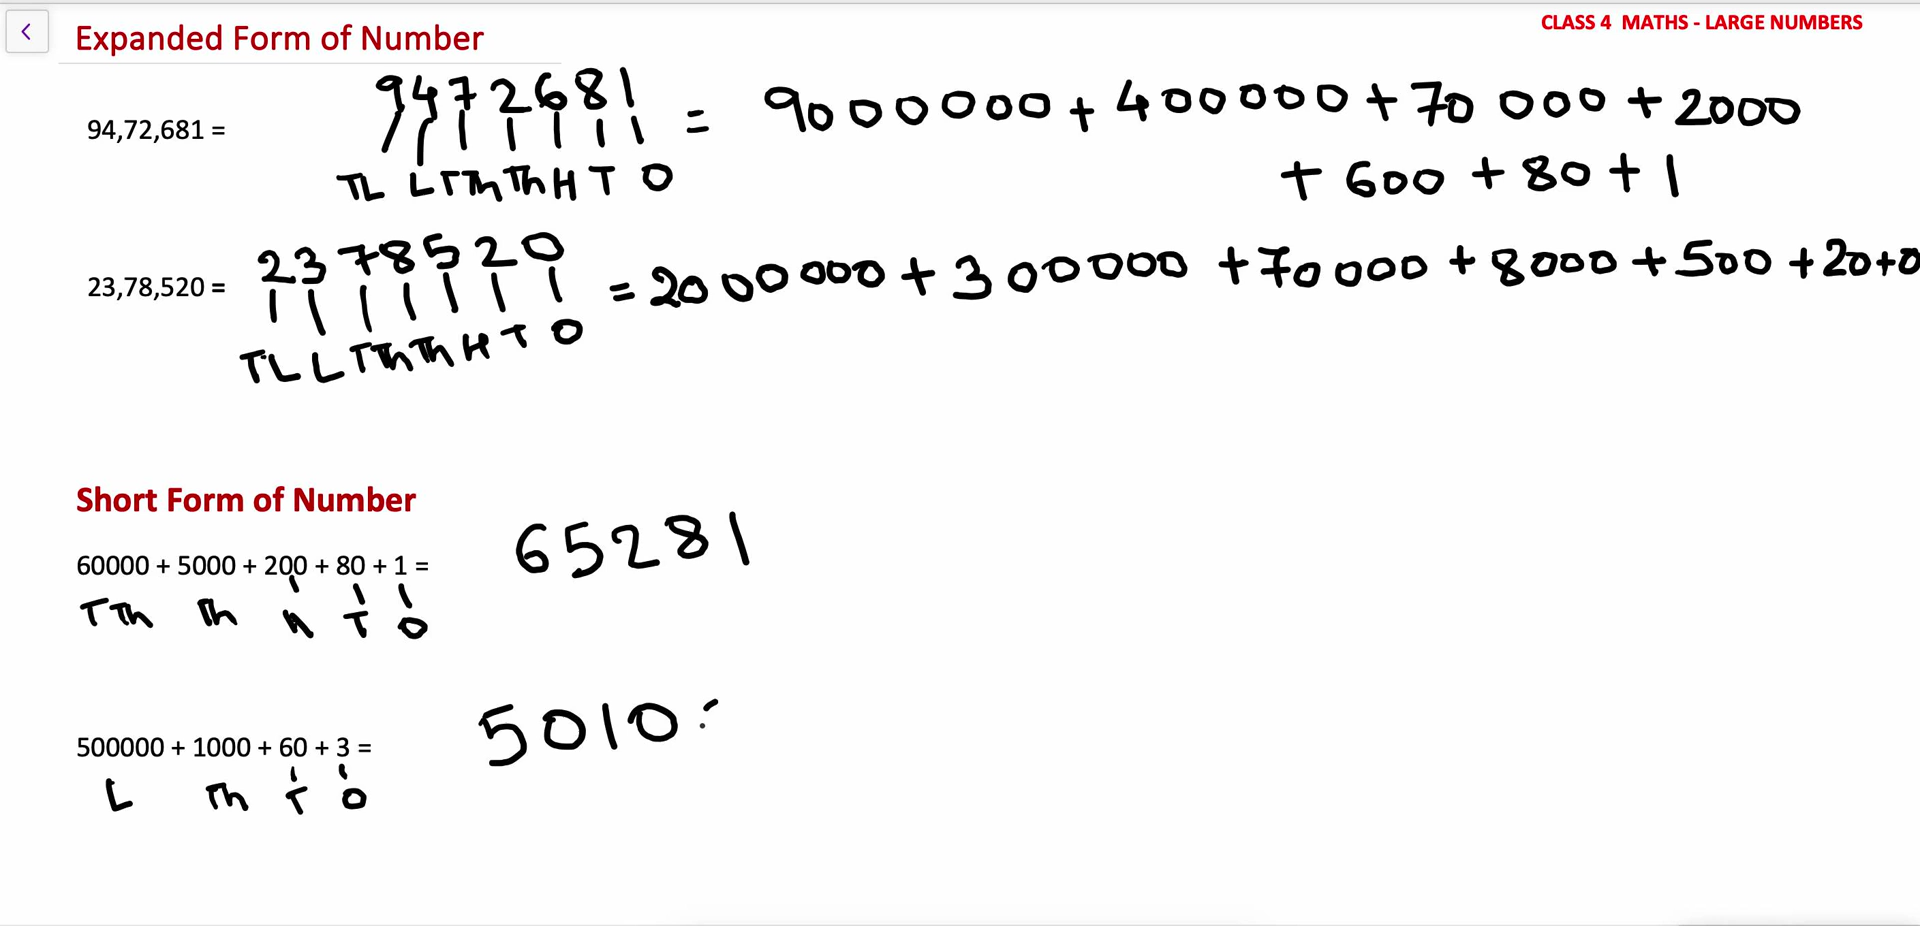 CLASS 4 MATHS - LARGE NUMBERS
Expanded Form of Number
94,72,681 = 9472681 = 9000000 + 400000 + 70000 + 2000
+ 600 + 80 + 1
TL L TTh Th H T O
23,78,520 = 2378520 = 2000000 + 300000 + 70000 + 8000 + 500 + 20 + 0
TL L TTh Th H T O
Short Form of Number
60000 + 5000 + 200 + 80 + 1 = 65281
TTh Th H T O
500000 + 1000 + 60 + 3 = 5010
L Th T O